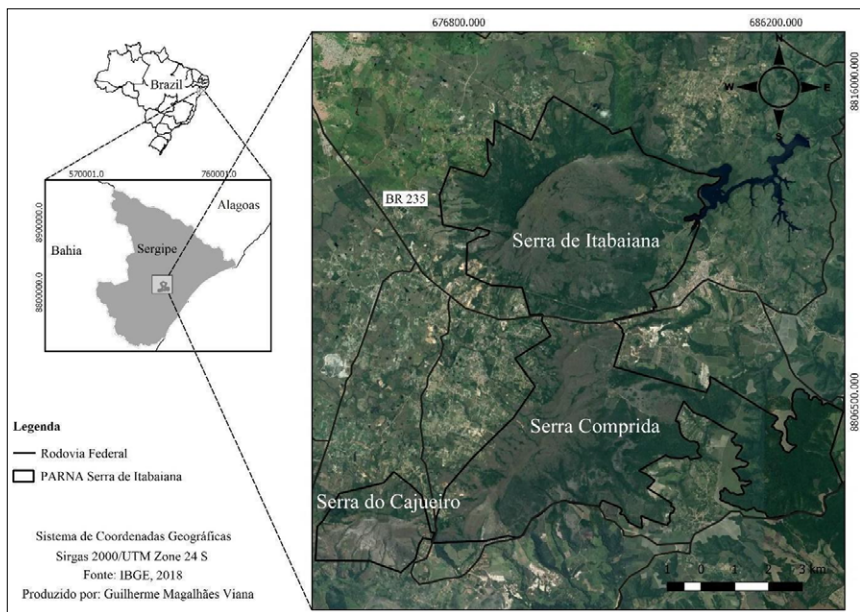 676800.000
686200.000
8816000.000
8806500.000
N
W
E
S
Brazil
570001.0
760001.0
8900000.0
8800000.0
Alagoas
Bahia
Sergipe
BR 235
Serra de Itabaiana
Serra Comprida
Serra do Cajueiro
Legenda
Rodovia Federal
PARNA Serra de Itabaiana
Sistema de Coordenadas Geográficas
Sirgas 2000/UTM Zone 24 S
Fonte: IBGE, 2018
Produzido por: Guilherme Magalhães Viana
1 0 1 2 3 km